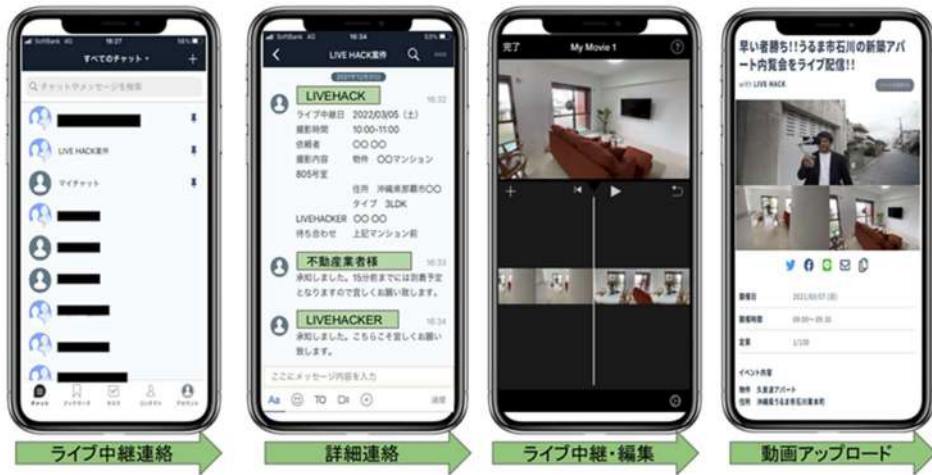 SoftBank 4G 16:27
すべてのチャット
チャットやメッセージを検索
LIVE HACK案件
マイチャット
チャット
タスク
コンタクト
アカウント
SoftBank 4G 16:34 53%
LIVE HACK案件
LIVEHACK 16:32
ライブ中継日 2022/03/05 (土)
撮影時間 10:00-11:00
依頼者 〇〇 〇〇
撮影内容 物件 〇〇マンション
805号室
住所 沖縄県那覇市〇〇
タイプ 3LDK
LIVEHACKER 〇〇 〇〇
待ち合わせ 上記マンション前
不動産業者様 16:33
承知しました。15分前までには到着予定
となりますので宜しくお願い致します。
LIVEHACKER 16:34
承知しました。こちらこそ宜しくお願い
致します。
ここにメッセージ内容を入力
Aa TO 送信
完了 My Movie 1
早い者勝ち!!うるま市石川の新築アパ
ート内覧会をライブ配信!!
with LIVE HACK
開催日 2021/03/07 (日)
開催時間 09:00〜09:30
定員 1/100
イベント内容
物件 久泉波アパート
住所 沖縄県うるま市石川東本町
ライブ中継連絡
詳細連絡
ライブ中継・編集
動画アップロード